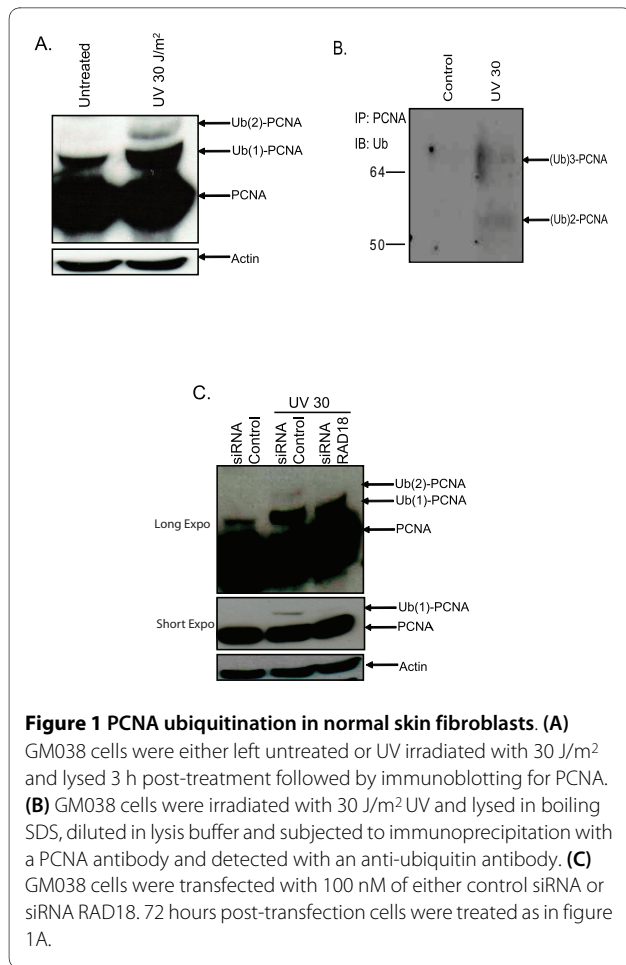 A.
Untreated
UV 30 J/m²
Ub(2)-PCNA
Ub(1)-PCNA
PCNA
Actin
B.
Control
UV 30
IP: PCNA
IB: Ub
64
50
(Ub)3-PCNA
(Ub)2-PCNA
C.
UV 30
siRNA Control
siRNA Control
siRNA RAD18
Long Expo
Ub(2)-PCNA
Ub(1)-PCNA
PCNA
Short Expo
Ub(1)-PCNA
PCNA
Actin
Figure 1 PCNA ubiquitination in normal skin fibroblasts. (A)
GM038 cells were either left untreated or UV irradiated with 30 J/m²
and lysed 3 h post-treatment followed by immunoblotting for PCNA.
(B) GM038 cells were irradiated with 30 J/m² UV and lysed in boiling
SDS, diluted in lysis buffer and subjected to immunoprecipitation with
a PCNA antibody and detected with an anti-ubiquitin antibody. (C)
GM038 cells were transfected with 100 nM of either control siRNA or
siRNA RAD18. 72 hours post-transfection cells were treated as in figure
1A.